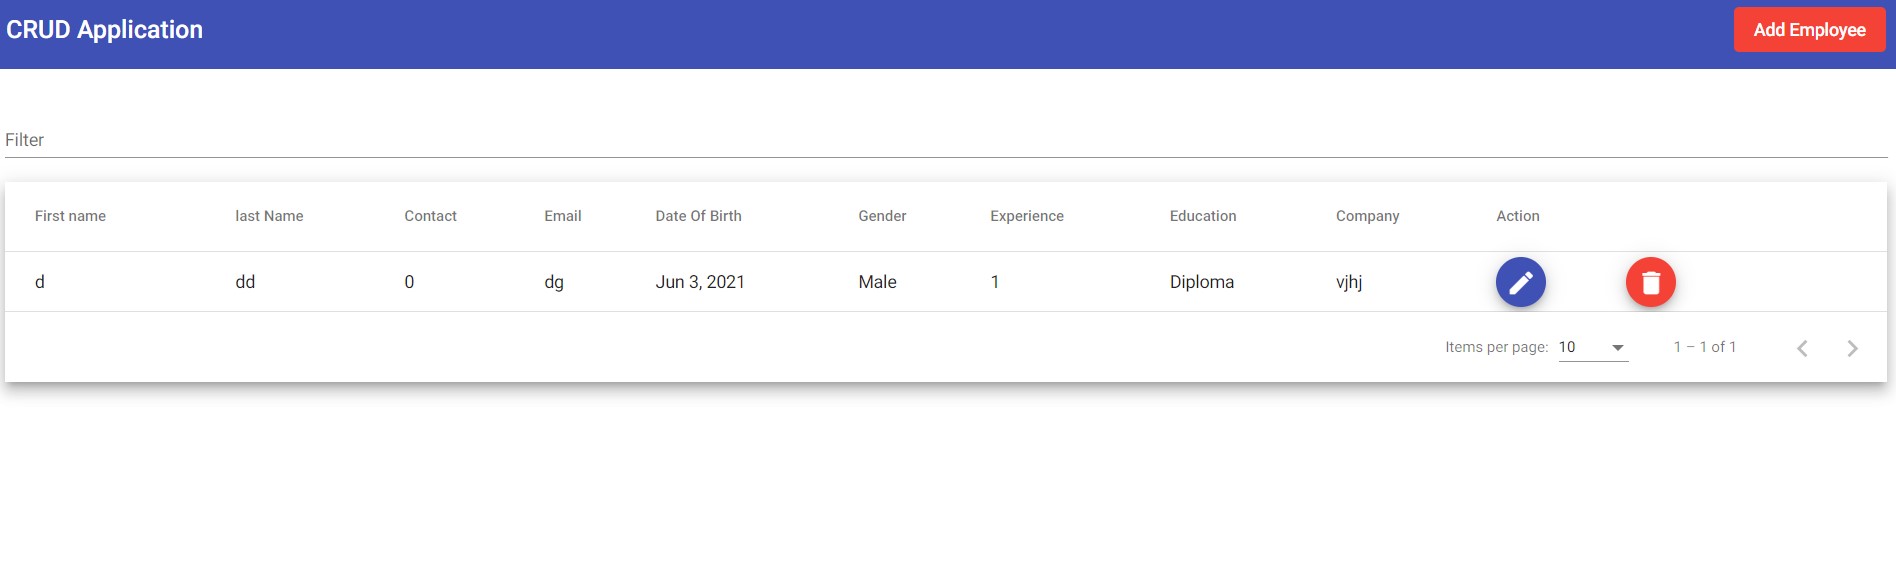 CRUD Application Add Employee
Filter
First name last Name Contact Email Date Of Birth Gender Experience Education Company Action
d dd 0 dg Jun 3, 2021 Male 1 Diploma vjhj
Items per page: 10 1 – 1 of 1